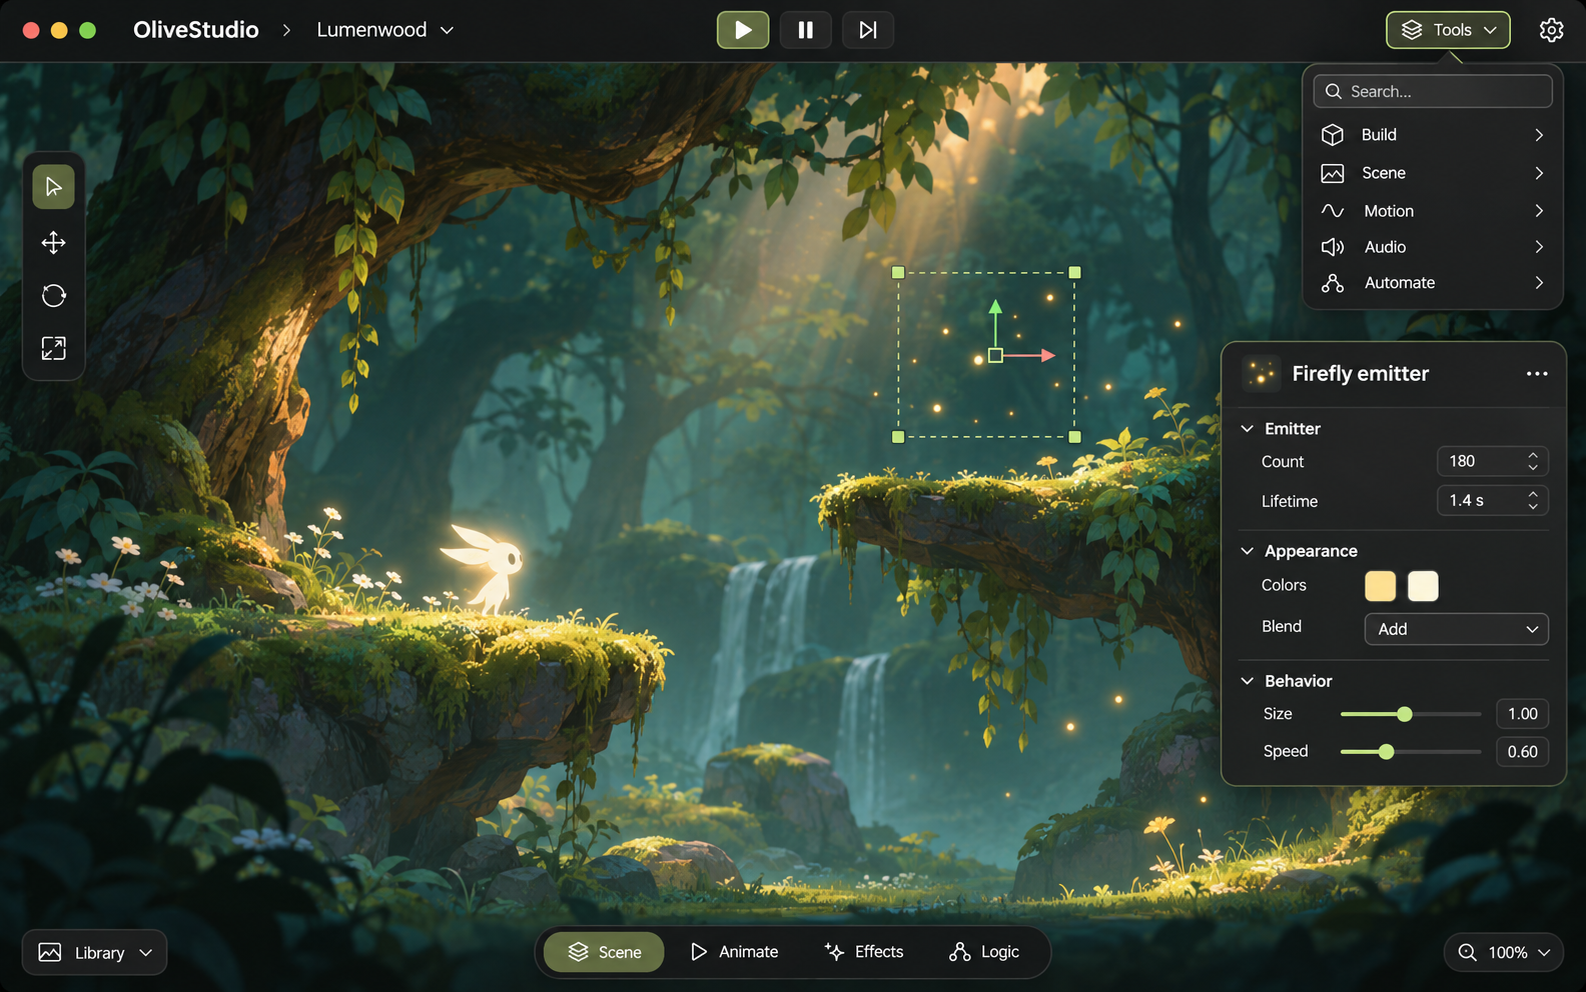 OliveStudio
Lumenwood
Tools
Search...
Build
Scene
Motion
Audio
Automate
Firefly emitter
Emitter
Count 180
Lifetime 1.4 s
Appearance
Colors
Blend Add
Behavior
Size 1.00
Speed 0.60
Library
Scene
Animate
Effects
Logic
100%